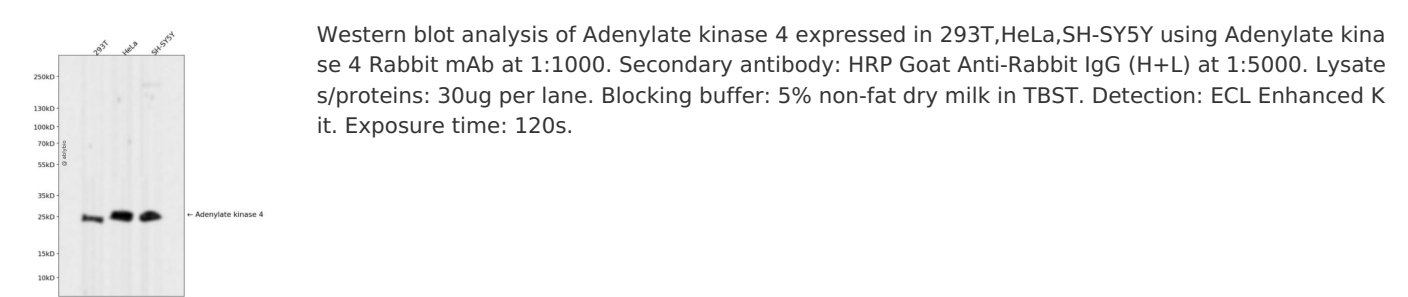 293T
HeLa
SH-SY5Y
250kD
130kD
100kD
70kD
55kD
35kD
25kD
15kD
10kD
@ abcybio
← Adenylate kinase 4
Western blot analysis of Adenylate kinase 4 expressed in 293T,HeLa,SH-SY5Y using Adenylate kina
se 4 Rabbit mAb at 1:1000. Secondary antibody: HRP Goat Anti-Rabbit IgG (H+L) at 1:5000. Lysate
s/proteins: 30ug per lane. Blocking buffer: 5% non-fat dry milk in TBST. Detection: ECL Enhanced K
it. Exposure time: 120s.